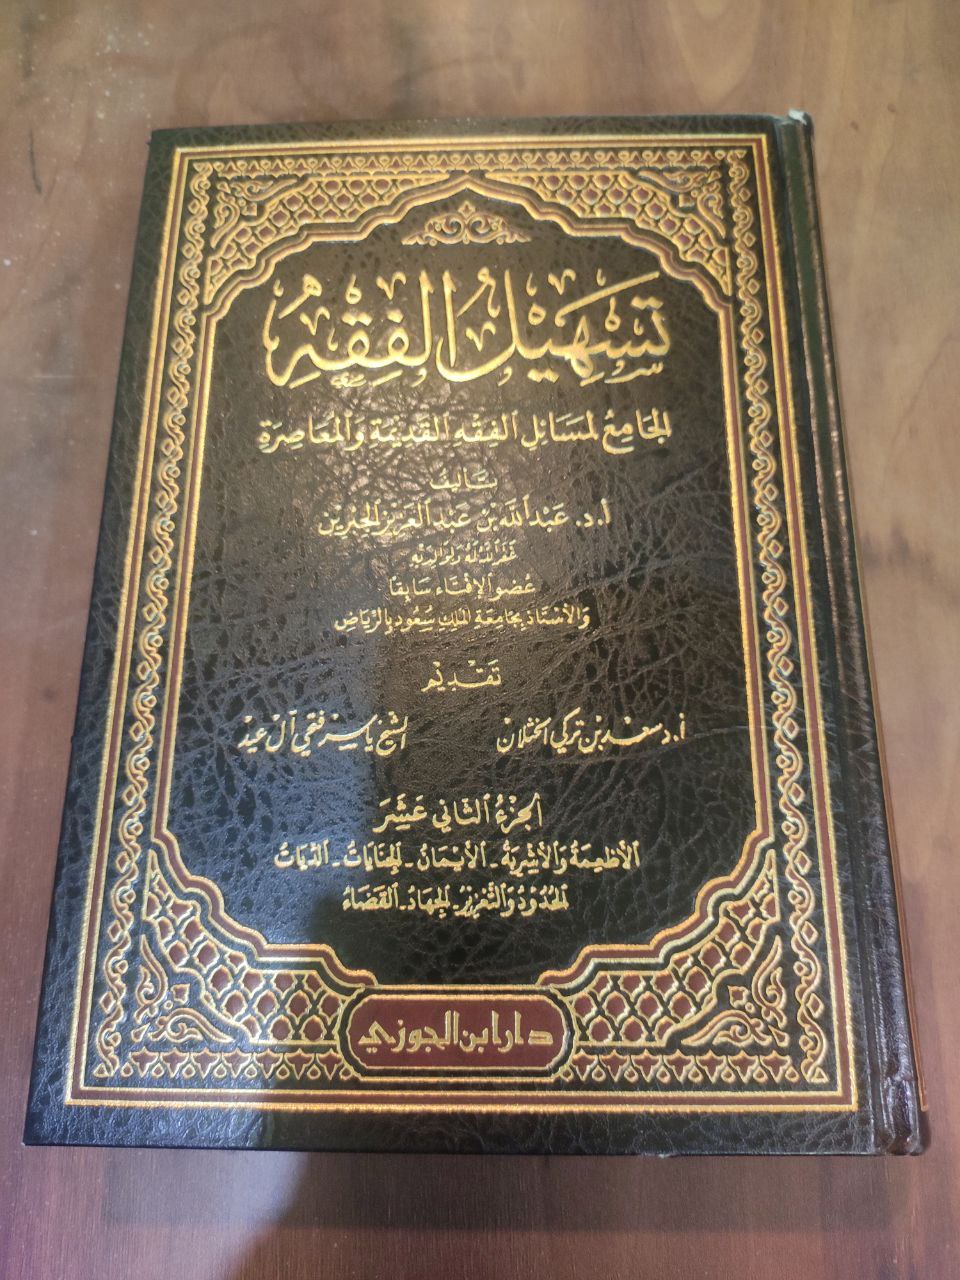 تسهيل الفقه
الجامع لمسائل الفقه القديمة والمعاصرة
تأليف
أ.د. عبد الله بن عبد العزيز الجبرين
غفر الله له ولوالديه
عضو الإفتاء سابقا
والأستاذ بجامعة الملك سعود بالرياض
تقديم
أ.د سعد بن تركي الخثلان الشيخ ياسر فقهي آل عيد
الجزء الثاني عشر
الأطعمة والأشربة - الأيمان - الجنايات - الديات
الحدود والتعزير - الجهاد - القضاء
دار ابن الجوزي